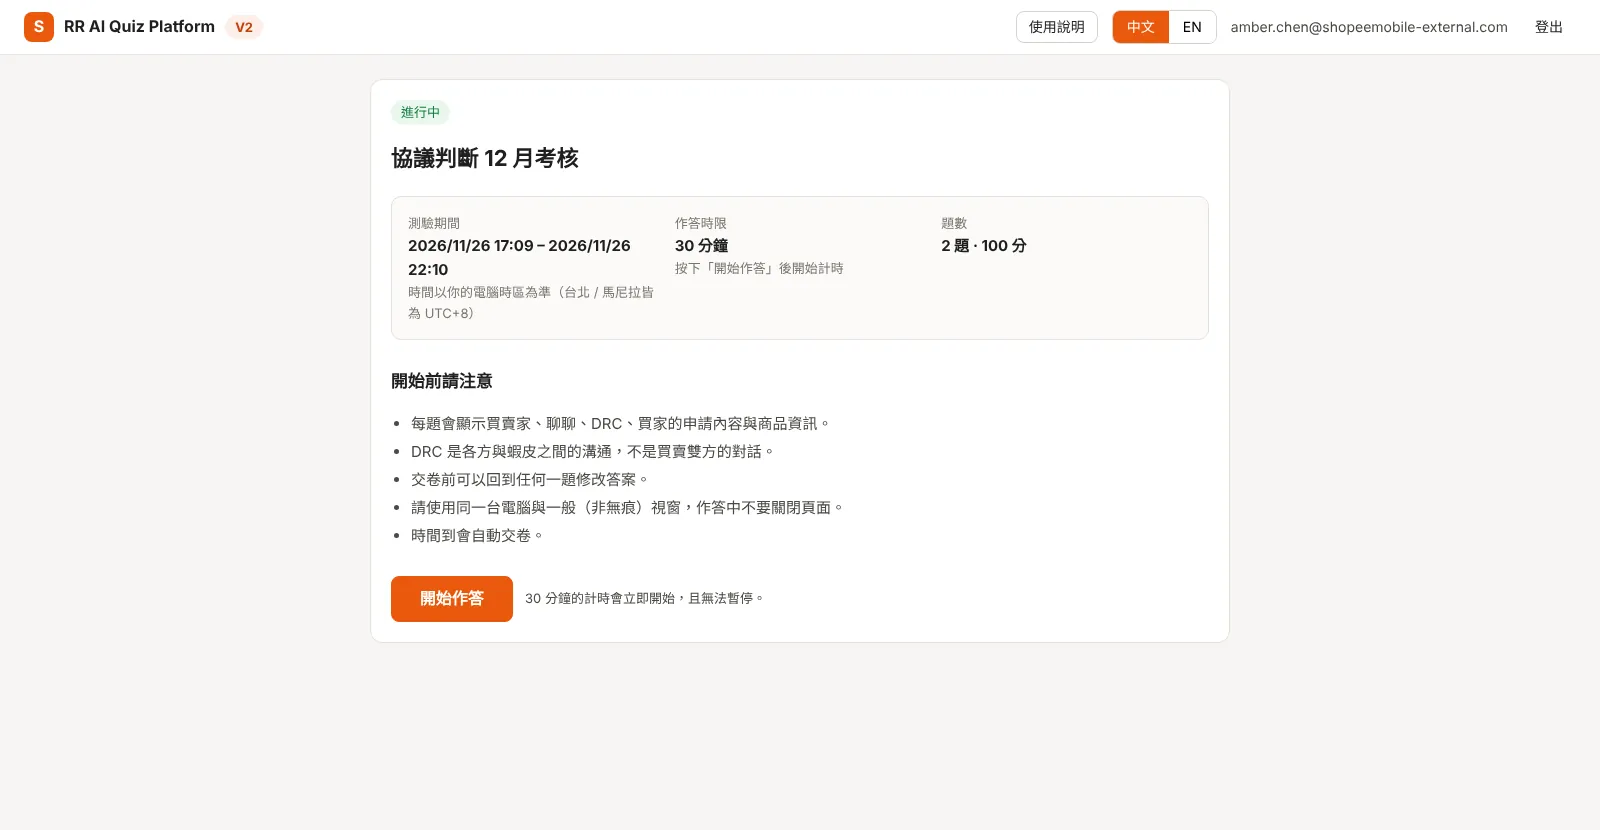 S RR AI Quiz Platform V2 使用說明 中文 EN amber.chen@shopeemobile-external.com 登出
進行中
協議判斷 12 月考核
測驗期間
2026/11/26 17:09 – 2026/11/26
22:10
時間以你的電腦時區為準（台北 / 馬尼拉皆
為 UTC+8）
作答時限
30 分鐘
按下「開始作答」後開始計時
題數
2 題 · 100 分
開始前請注意
• 每題會顯示買賣家、聊聊、DRC、買家的申請內容與商品資訊。
• DRC 是各方與蝦皮之間的溝通，不是買賣雙方的對話。
• 交卷前可以回到任何一題修改答案。
• 請使用同一台電腦與一般（非無痕）視窗，作答中不要關閉頁面。
• 時間到會自動交卷。
開始作答 30 分鐘的計時會立即開始，且無法暫停。